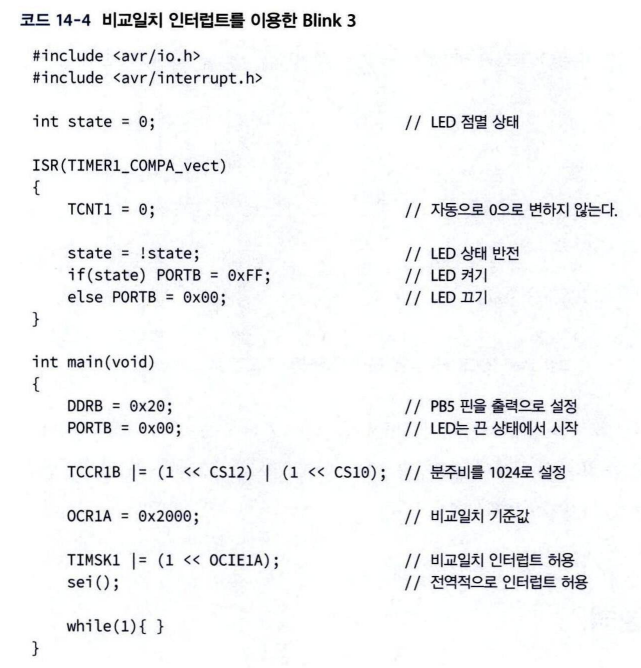 코드 14-4 비교일치 인터럽트를 이용한 Blink 3
#include <avr/io.h>
#include <avr/interrupt.h>
int state = 0; // LED 점멸 상태
ISR(TIMER1_COMPA_vect)
{
TCNT1 = 0; // 자동으로 0으로 변하지 않는다.
state = !state; // LED 상태 반전
if(state) PORTB = 0xFF; // LED 켜기
else PORTB = 0x00; // LED 끄기
}
int main(void)
{
DDRB = 0x20; // PB5 핀을 출력으로 설정
PORTB = 0x00; // LED는 끈 상태에서 시작
TCCR1B |= (1 << CS12) | (1 << CS10); // 분주비를 1024로 설정
OCR1A = 0x2000; // 비교일치 기준값
TIMSK1 |= (1 << OCIE1A); // 비교일치 인터럽트 허용
sei(); // 전역적으로 인터럽트 허용
while(1){ }
}